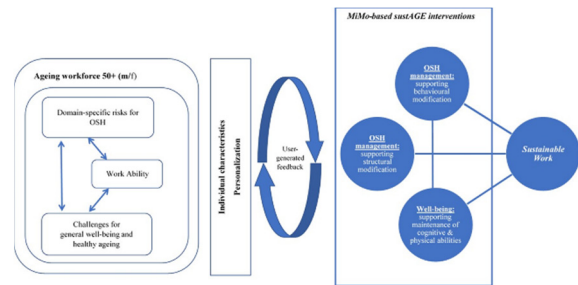 MiMo-based sustAGE interventions
Ageing workforce 50+ (m/f)
Domain-specific risks for
OSH
Work Ability
Challenges for
general well-being and
healthy ageing
Individual characteristics
Personalization
User-
generated
feedback
OSH
management:
supporting
behavioural
modification
OSH
management:
supporting
structural
modification
Well-being:
supporting
maintenance of
cognitive &
physical abilities
Sustainable
Work